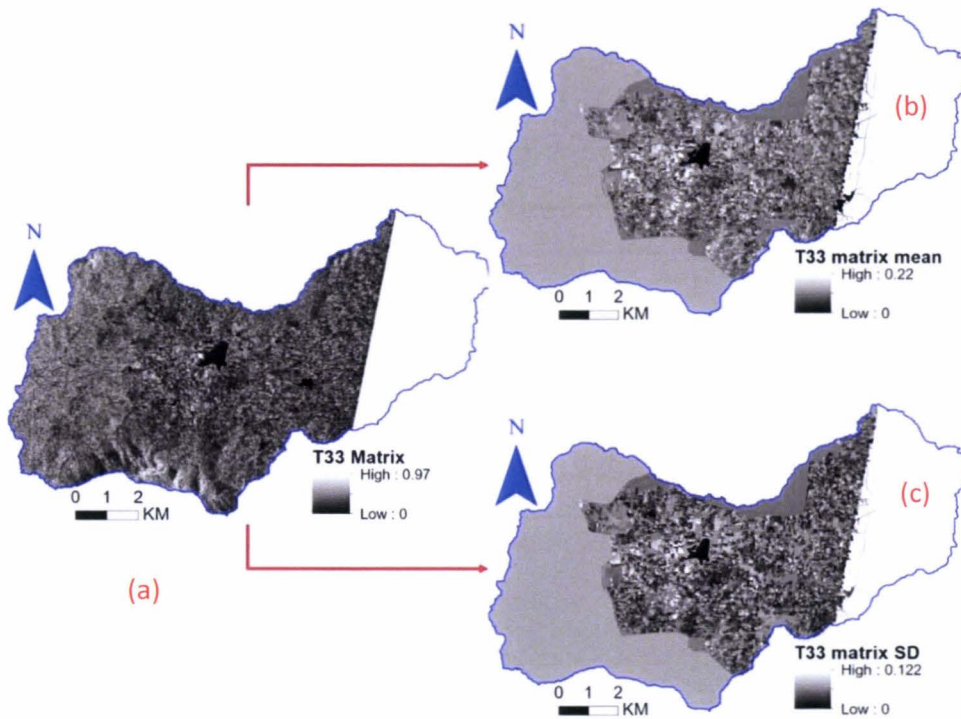 N
(b)
T33 matrix mean
High : 0.22
Low : 0
0 1 2
KM
N
T33 Matrix
High : 0.97
Low : 0
0 1 2
KM
(a)
N
(c)
T33 matrix SD
High : 0.122
Low : 0
0 1 2
KM